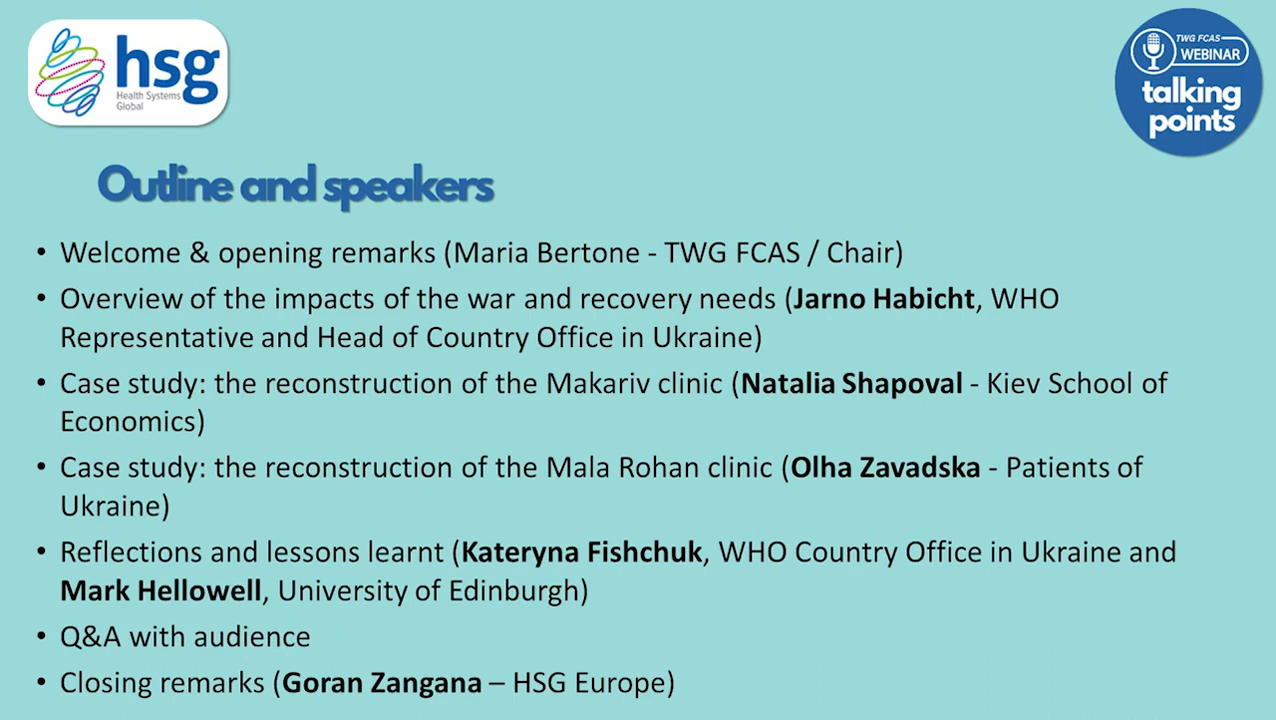 hsg
Health Systems
Global
TWG FCAS
WEBINAR
talking
points
Outline and speakers
• Welcome & opening remarks (Maria Bertone - TWG FCAS / Chair)
• Overview of the impacts of the war and recovery needs (Jarno Habicht, WHO
Representative and Head of Country Office in Ukraine)
• Case study: the reconstruction of the Makariv clinic (Natalia Shapoval - Kiev School of
Economics)
• Case study: the reconstruction of the Mala Rohan clinic (Olha Zavadska - Patients of
Ukraine)
• Reflections and lessons learnt (Kateryna Fishchuk, WHO Country Office in Ukraine and
Mark Hellowell, University of Edinburgh)
• Q&A with audience
• Closing remarks (Goran Zangana – HSG Europe)